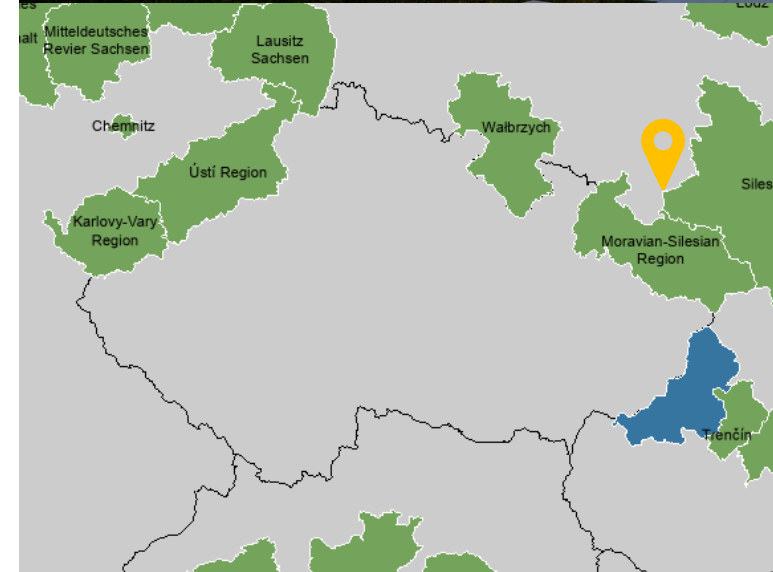 Mitteldeutsches
Revier Sachsen
Lausitz
Sachsen
Chemnitz
Wałbrzych
Ústí Region
Karlovy-Vary
Region
Moravian-Silesian
Region
Trenčín